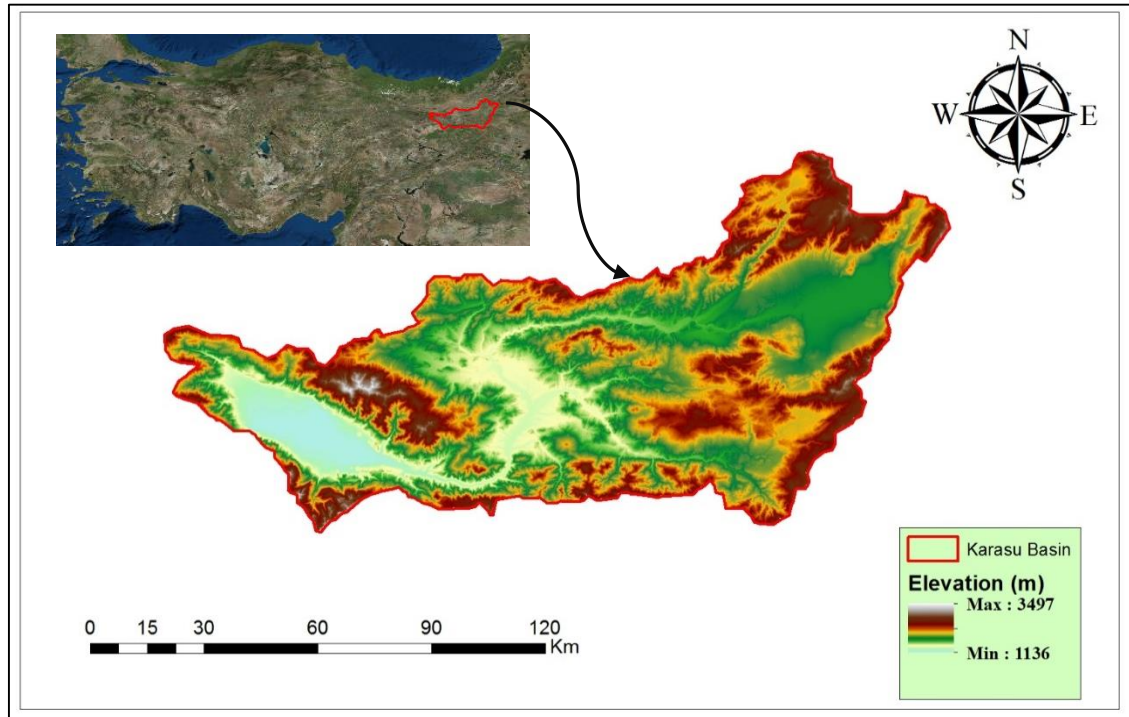 N
W E
S
Karasu Basin
Elevation (m)
Max : 3497
Min : 1136
0 15 30 60 90 120
Km